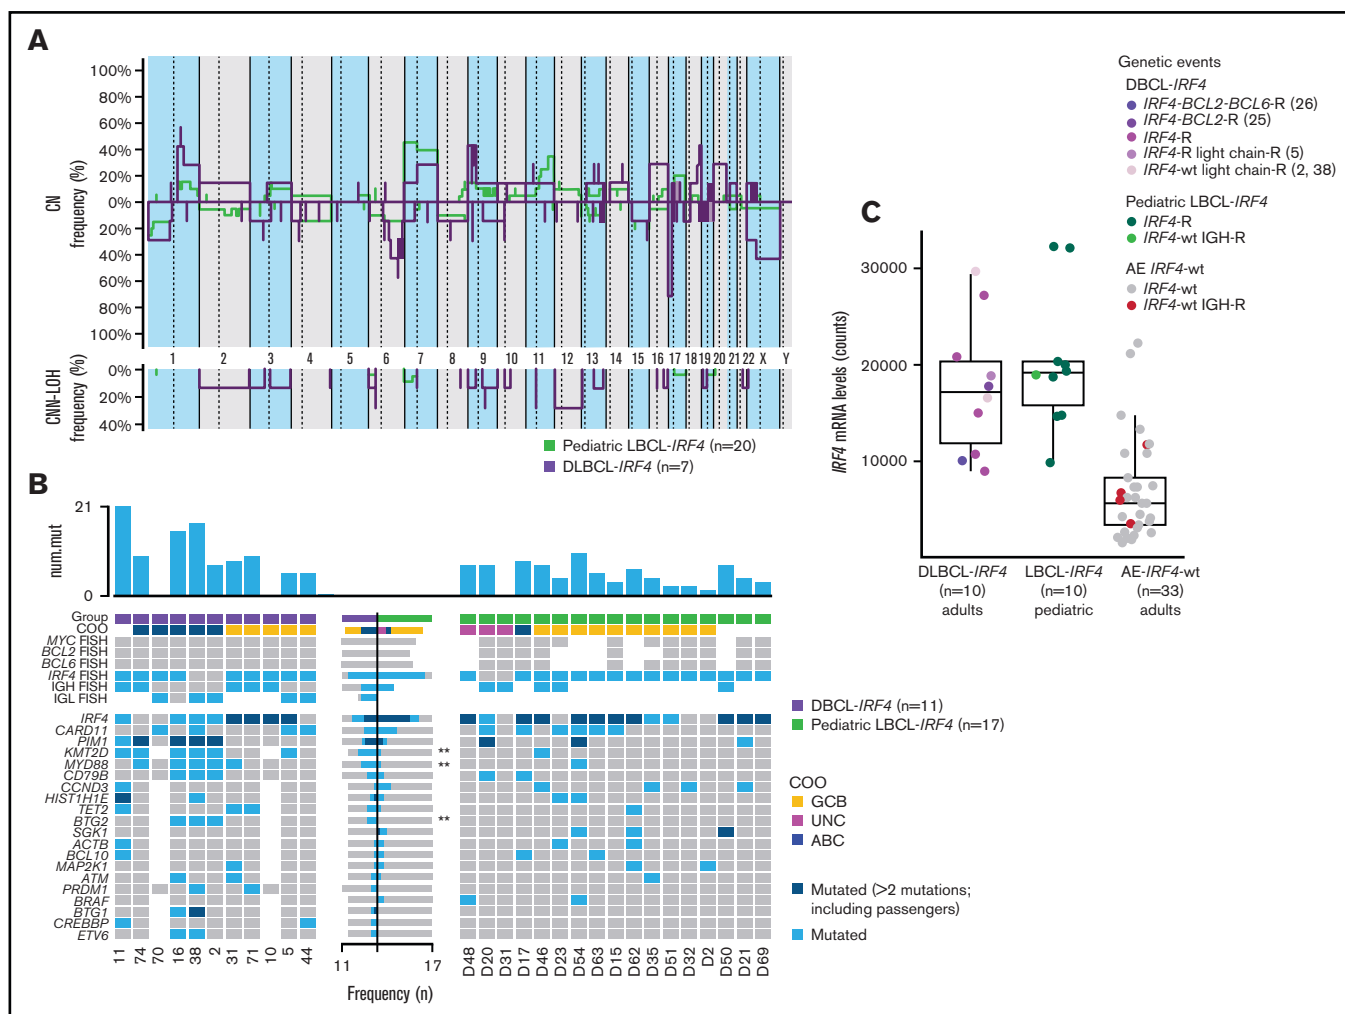 A
100%
80%
60%
40%
20%
0%
20%
40%
60%
80%
100%
CN
frequency (%)
1 2 3 4 5 6 7 8 9 10 11 12 13 14 15 16 17 18 19 20 21 22 X Y
0%
20%
40%
CNN-LOH
frequency (%)
Pediatric LBCL-IRF4 (n=20)
DLBCL-IRF4 (n=7)
B
21
0
num.mut
Group
COO
MYC FISH
BCL2 FISH
BCL6 FISH
IRF4 FISH
IGH FISH
IGL FISH
IRF4
CARD11
PIM1
KMT2D **
MYD88 **
CD79B
CCND3
HIST1H1E
TET2
BTG2 **
SGK1
ACTB
BCL10
MAP2K1
ATM
PRDM1
BRAF
BTG1
CREBBP
ETV6
11 74 70 16 38 2 31 71 10 5 44
11 17
Frequency (n)
D48 D20 D31 D17 D46 D23 D54 D63 D15 D62 D35 D51 D32 D2 D50 D21 D69
DBCL-IRF4 (n=11)
Pediatric LBCL-IRF4 (n=17)
COO
GCB
UNC
ABC
Mutated (>2 mutations;
including passengers)
Mutated
Genetic events
DBCL-IRF4
IRF4-BCL2-BCL6-R (26)
IRF4-BCL2-R (25)
IRF4-R
IRF4-R light chain-R (5)
IRF4-wt light chain-R (2, 38)
Pediatric LBCL-IRF4
IRF4-R
IRF4-wt IGH-R
AE IRF4-wt
IRF4-wt
IRF4-wt IGH-R
C
30000
20000
10000
0
IRF4 mRNA levels (counts)
DLBCL-IRF4
(n=10)
adults
LBCL-IRF4
(n=10)
pediatric
AE-IRF4-wt
(n=33)
adults